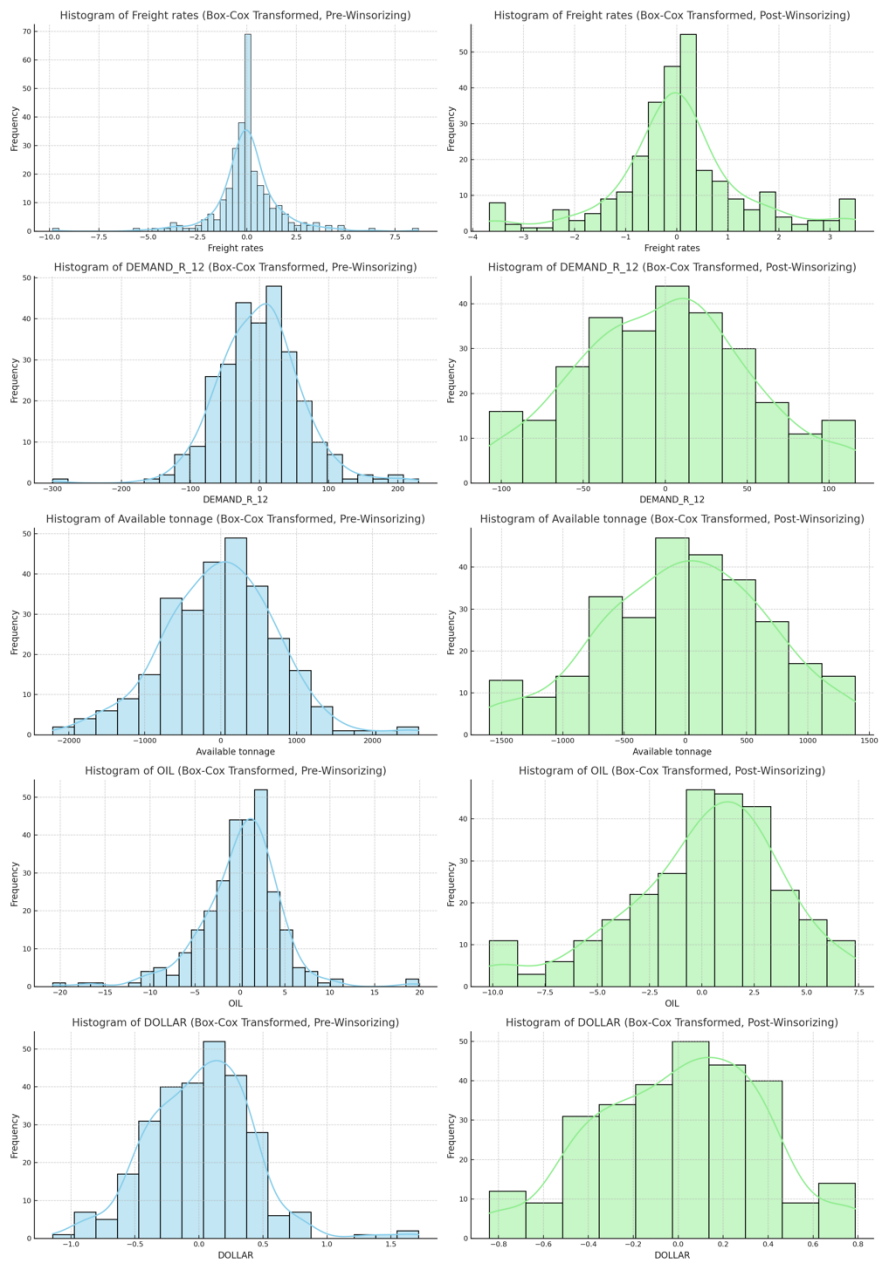 Histogram of Freight rates (Box-Cox Transformed, Pre-Winsorizing)
Frequency
70
60
50
40
30
20
10
0
−10.0 −7.5 −5.0 −2.5 0.0 2.5 5.0 7.5
Freight rates
Histogram of Freight rates (Box-Cox Transformed, Post-Winsorizing)
Frequency
50
40
30
20
10
0
−4 −3 −2 −1 0 1 2 3
Freight rates
Histogram of DEMAND_R_12 (Box-Cox Transformed, Pre-Winsorizing)
Frequency
50
40
30
20
10
0
−300 −200 −100 0 100 200
DEMAND_R_12
Histogram of DEMAND_R_12 (Box-Cox Transformed, Post-Winsorizing)
Frequency
40
30
20
10
0
−100 −50 0 50 100
DEMAND_R_12
Histogram of Available tonnage (Box-Cox Transformed, Pre-Winsorizing)
Frequency
50
40
30
20
10
0
−2000 −1000 0 1000 2000
Available tonnage
Histogram of Available tonnage (Box-Cox Transformed, Post-Winsorizing)
Frequency
40
30
20
10
0
−1500 −1000 −500 0 500 1000 1500
Available tonnage
Histogram of OIL (Box-Cox Transformed, Pre-Winsorizing)
Frequency
50
40
30
20
10
0
−20 −15 −10 −5 0 5 10 15 20
OIL
Histogram of OIL (Box-Cox Transformed, Post-Winsorizing)
Frequency
40
30
20
10
0
−10.0 −7.5 −5.0 −2.5 0.0 2.5 5.0 7.5
OIL
Histogram of DOLLAR (Box-Cox Transformed, Pre-Winsorizing)
Frequency
50
40
30
20
10
0
−1.0 −0.5 0.0 0.5 1.0 1.5
DOLLAR
Histogram of DOLLAR (Box-Cox Transformed, Post-Winsorizing)
Frequency
50
40
30
20
10
0
−0.8 −0.6 −0.4 −0.2 0.0 0.2 0.4 0.6 0.8
DOLLAR